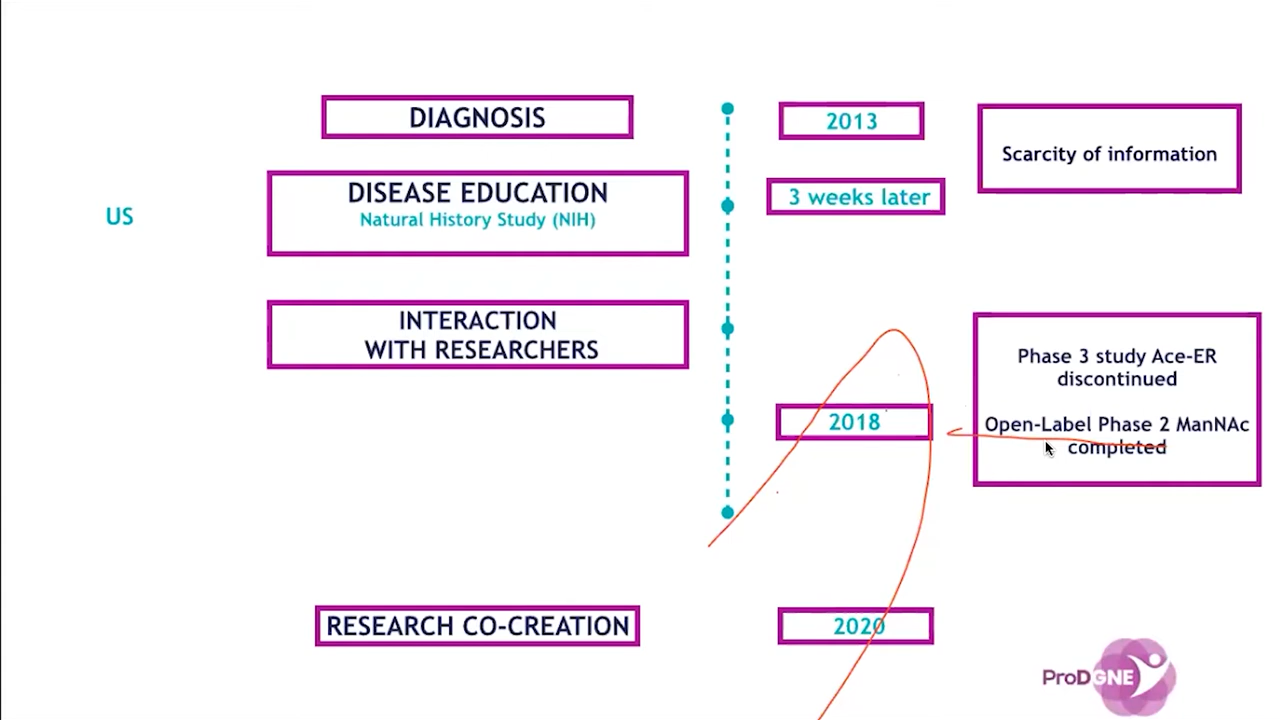 DIAGNOSIS
2013
Scarcity of information
US
DISEASE EDUCATION
Natural History Study (NIH)
3 weeks later
INTERACTION
WITH RESEARCHERS
2018
Phase 3 study Ace-ER
discontinued
Open-Label Phase 2 ManNAc
completed
RESEARCH CO-CREATION
2020
ProDGNE